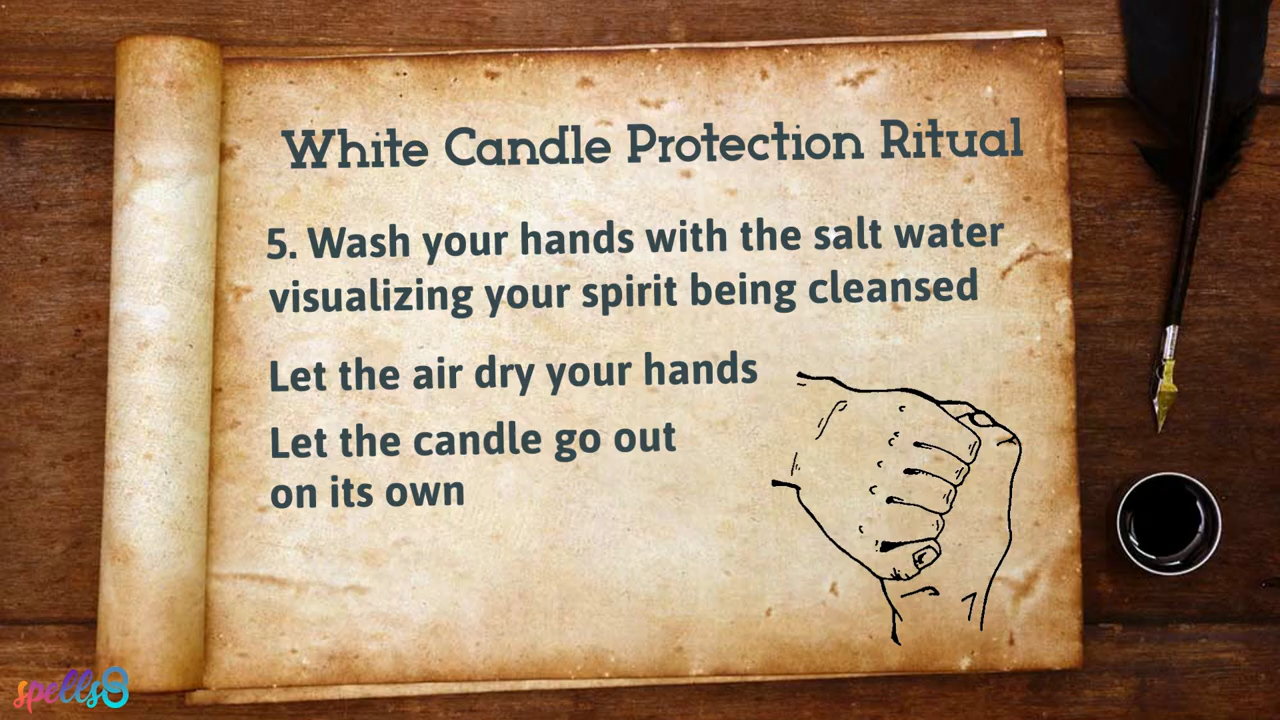 White Candle Protection Ritual
5. Wash your hands with the salt water
visualizing your spirit being cleansed
Let the air dry your hands
Let the candle go out
on its own
spells8